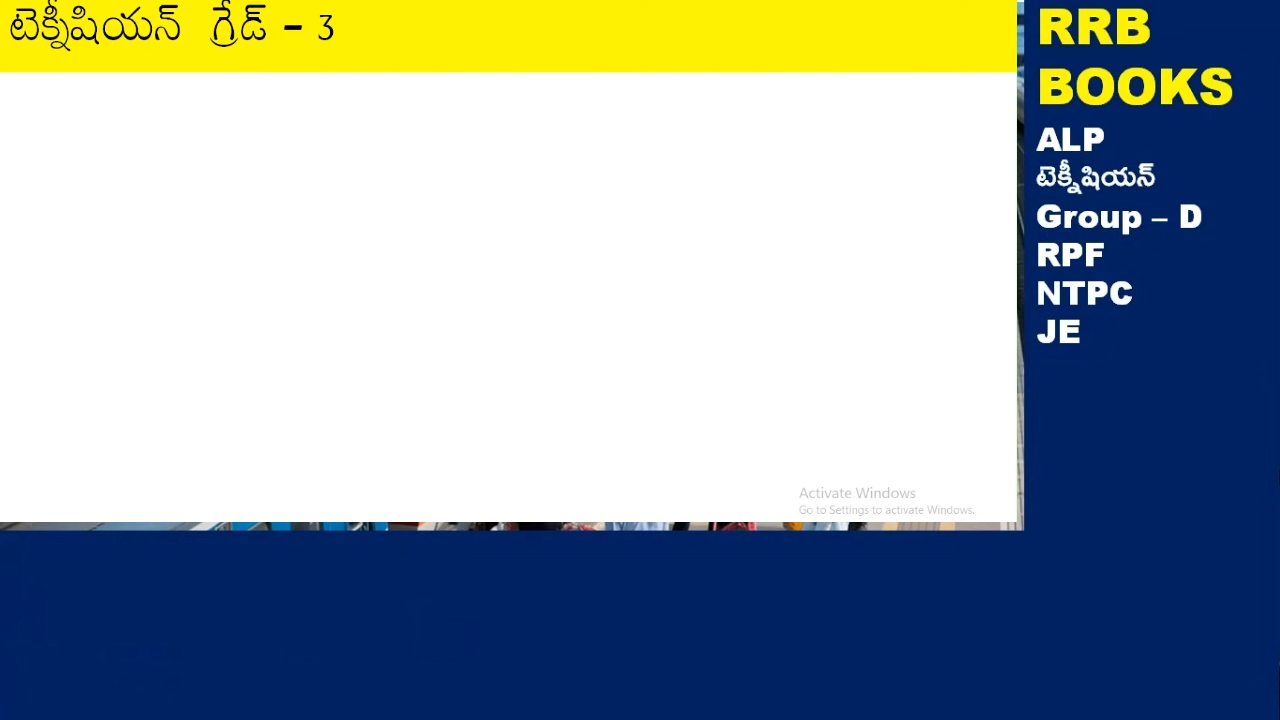 టెక్నీషియన్ గ్రేడ్ - 3
RRB
BOOKS
ALP
టెక్నీషియన్
Group – D
RPF
NTPC
JE
Activate Windows
Go to Settings to activate Windows.